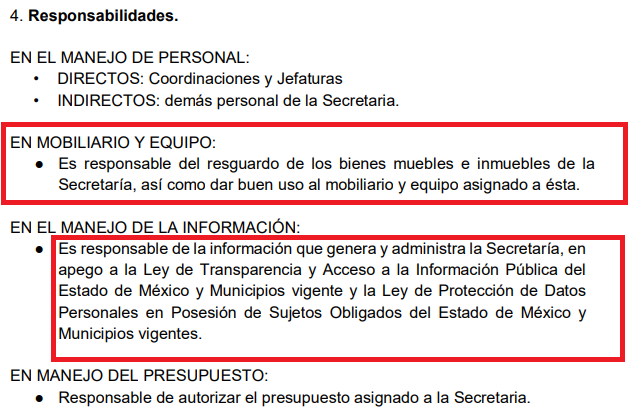 4. Responsabilidades.
EN EL MANEJO DE PERSONAL:
• DIRECTOS: Coordinaciones y Jefaturas
• INDIRECTOS: demás personal de la Secretaria.
EN MOBILIARIO Y EQUIPO:
● Es responsable del resguardo de los bienes muebles e inmuebles de la
Secretaría, así como dar buen uso al mobiliario y equipo asignado a ésta.
EN EL MANEJO DE LA INFORMACIÓN:
● Es responsable de la información que genera y administra la Secretaría, en
apego a la Ley de Transparencia y Acceso a la Información Pública del
Estado de México y Municipios vigente y la Ley de Protección de Datos
Personales en Posesión de Sujetos Obligados del Estado de México y
Municipios vigentes.
EN MANEJO DEL PRESUPUESTO:
● Responsable de autorizar el presupuesto asignado a la Secretaria.